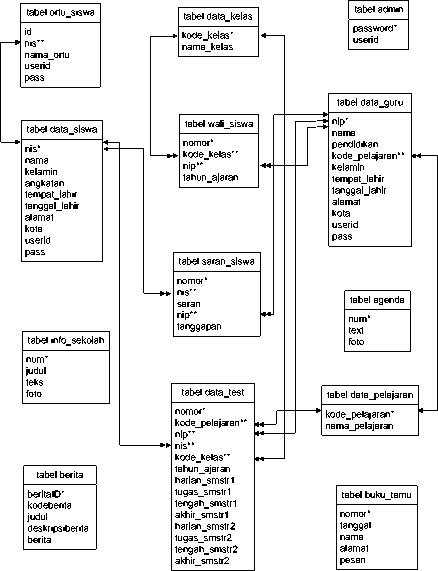 tabel ortu_siswa
id
nis**
nama_ortu
userid
pass
tabel data_kelas
kode_kelas*
name_kelas
tabel admin
password*
userid
tabel data_siswa
nis*
nama
kelamin
angkatan
tempat_lahir
tanggal_lahir
alamat
kota
userid
pass
tabel wali_siswa
nomor*
kode_kelas**
nip**
tahun_ajaran
tabel data_guru
nip*
name
pendidikan
kode_pelajaran**
kelamin
tempat_lahir
tanggal_lahir
alamat
kota
userid
pass
tabel saran_siswa
nomor*
nis**
saran
nip**
tanggapan
tabel agenda
num*
text
foto
tabel info_sekolah
num*
judul
teks
foto
tabel data_test
nomor*
kode_pelajaran**
nip**
nis**
kode_kelas**
tahun_ajaran
harian_smstr1
tugas_smstr1
tengah_smstr1
akhir_smstr1
harian_smstr2
tugas_smstr2
tengah_smstr2
akhir_smstr2
tabel data_pelajaran
kode_pelajaran*
nama_pelajaran
tabel berita
beritaID*
kodeberita
judul
deskripsiberita
berita
tabel buku_tamu
nomor*
tanggal
name
alamat
pesan